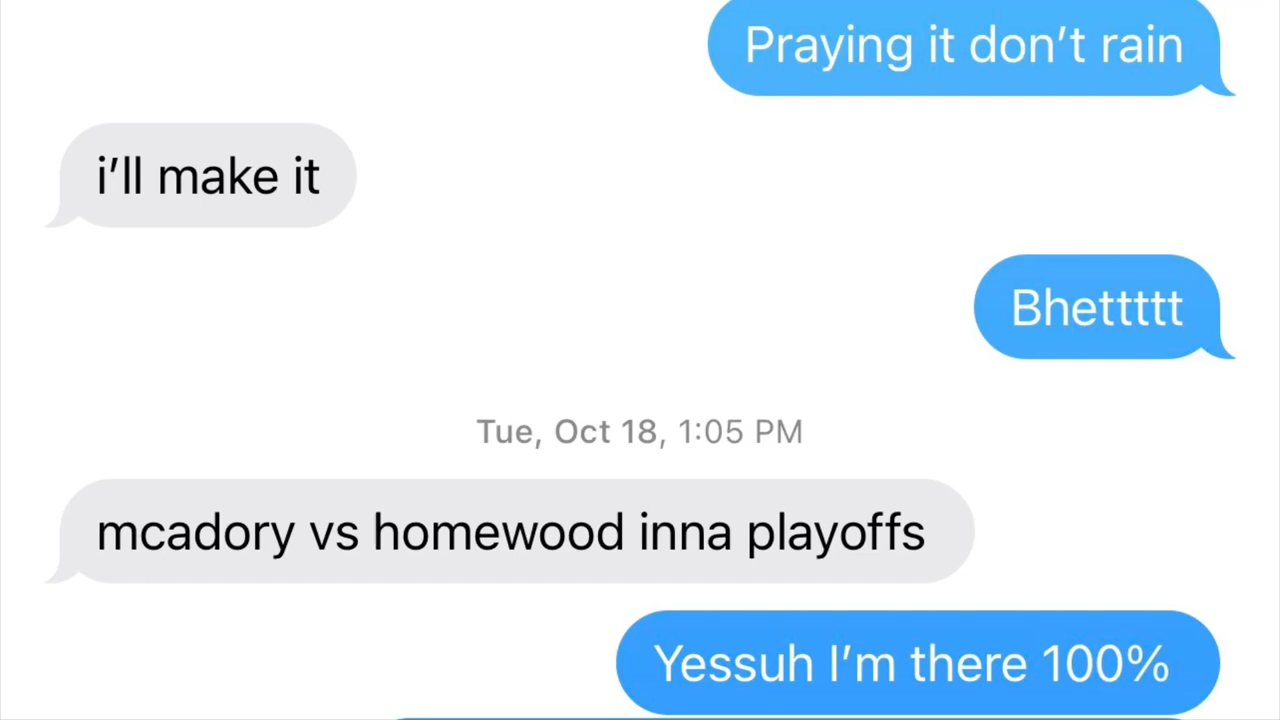 Praying it don’t rain
i’ll make it
Bhettttt
Tue, Oct 18, 1:05 PM
mcadory vs homewood inna playoffs
Yessuh I’m there 100%